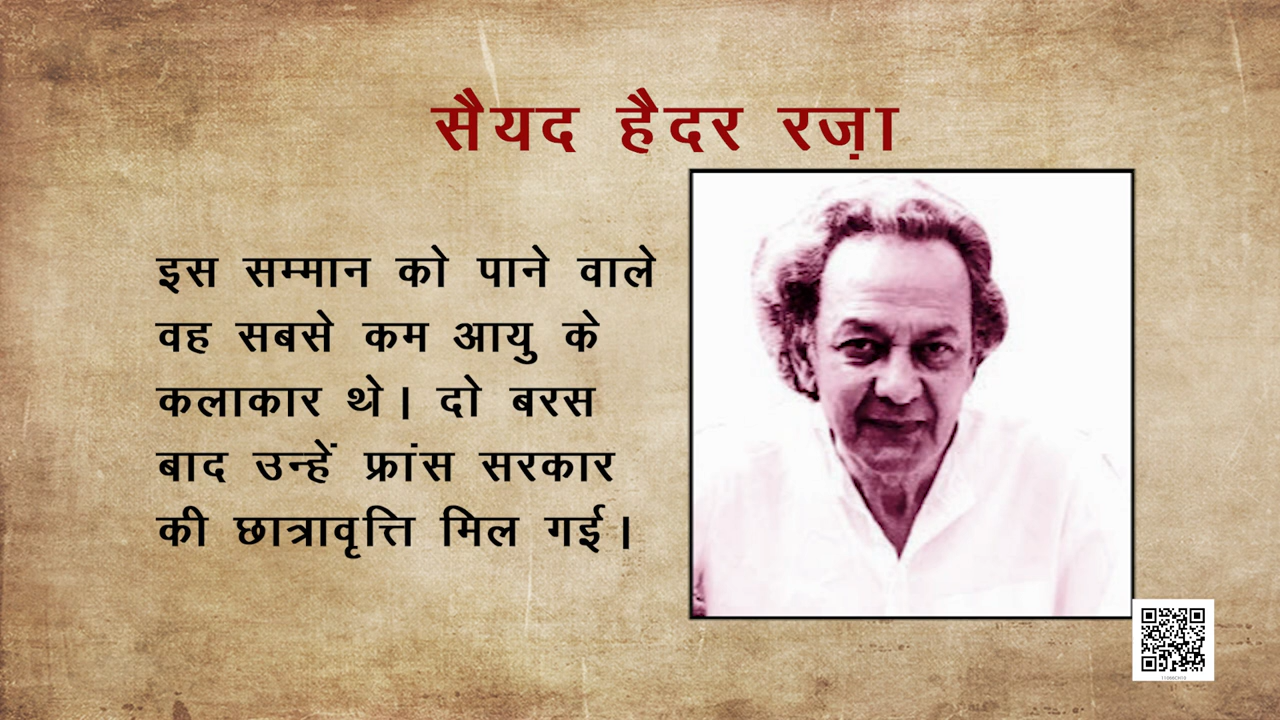 सैयद हैदर रज़ा
इस सम्मान को पाने वाले
वह सबसे कम आयु के
कलाकार थे। दो बरस
बाद उन्हें फ्रांस सरकार
की छात्रावृत्ति मिल गई।